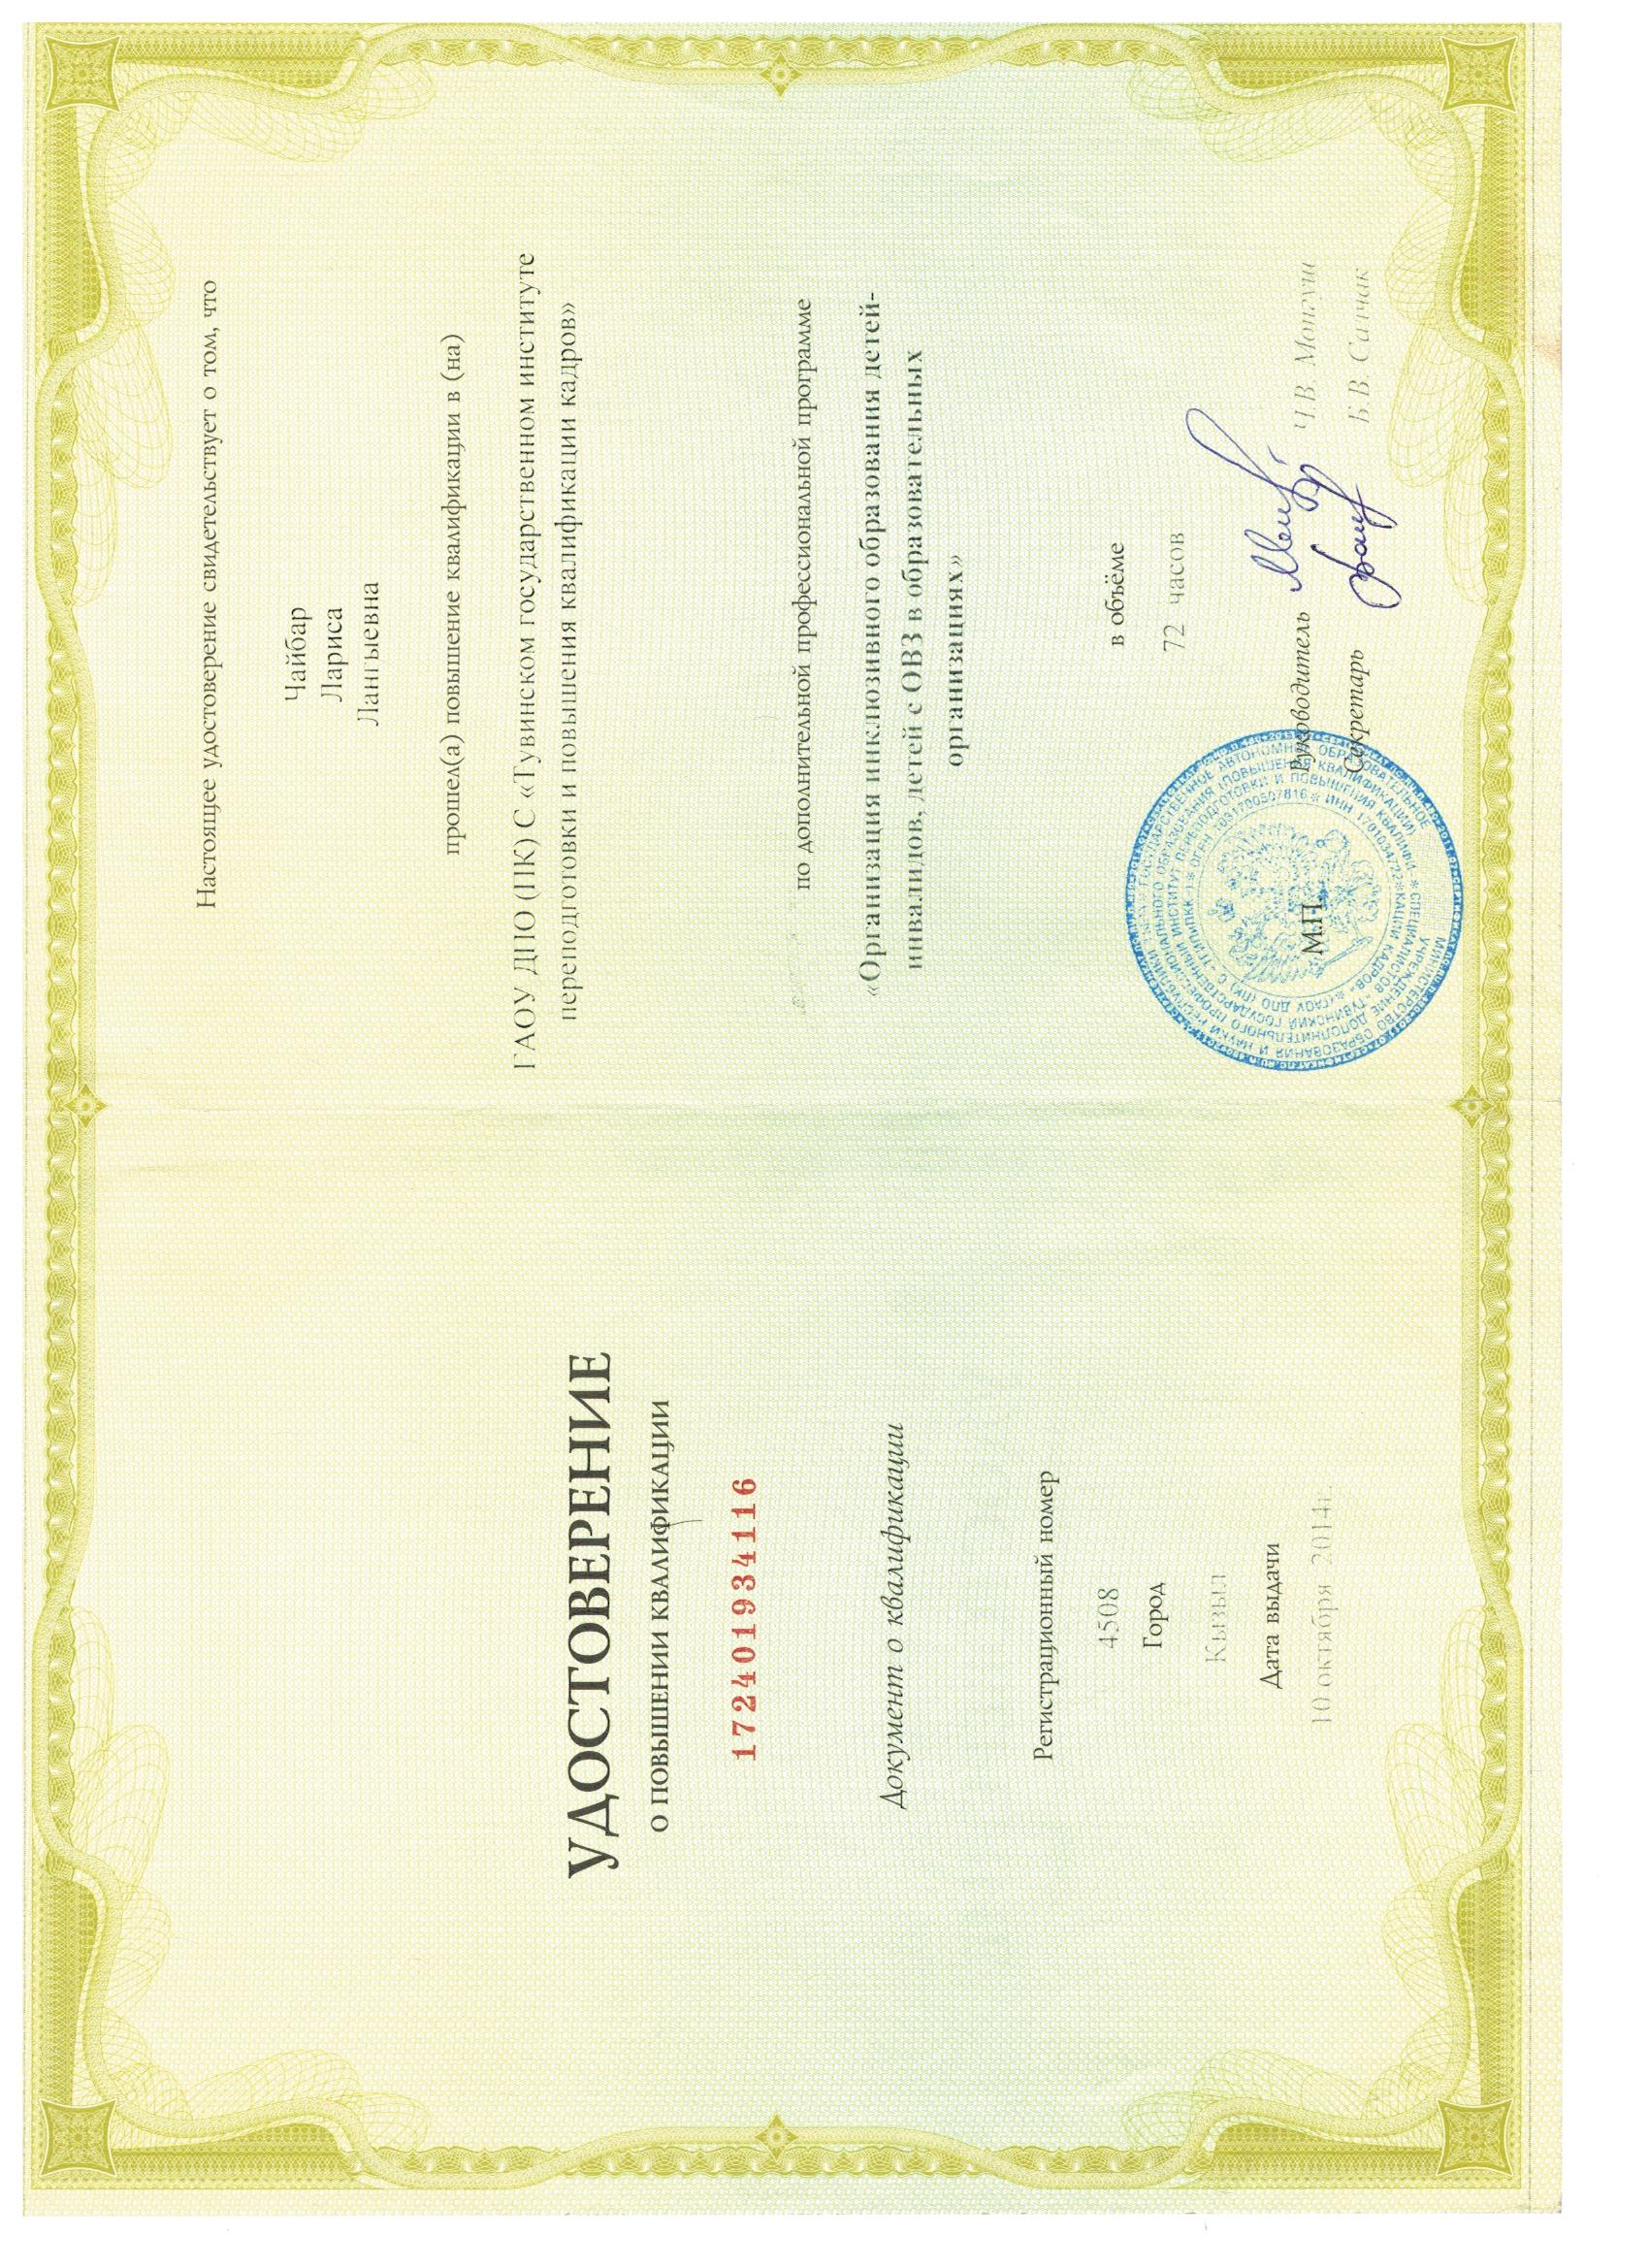 УДОСТОВЕРЕНИЕ
О ПОВЫШЕНИИ КВАЛИФИКАЦИИ
172401934116
Документ о квалификации
Регистрационный номер
4508
Город
Кызыл
Дата выдачи
10 октября 2014г.
Настоящее удостоверение свидетельствует о том, что
Чайбар
Лариса
Лангыевна
прошел(а) повышение квалификации в (на)
ГАОУ ДПО (ПК) С «Тувинском государственном институте
переподготовки и повышения квалификации кадров»
по дополнительной профессиональной программе
«Организация инклюзивного образования детей-
инвалидов, детей с ОВЗ в образовательных
организациях»
в объёме
72 часов
М.П.
Руководитель
Ч.В. Монгуш
Секретарь
Б.В. Салчак